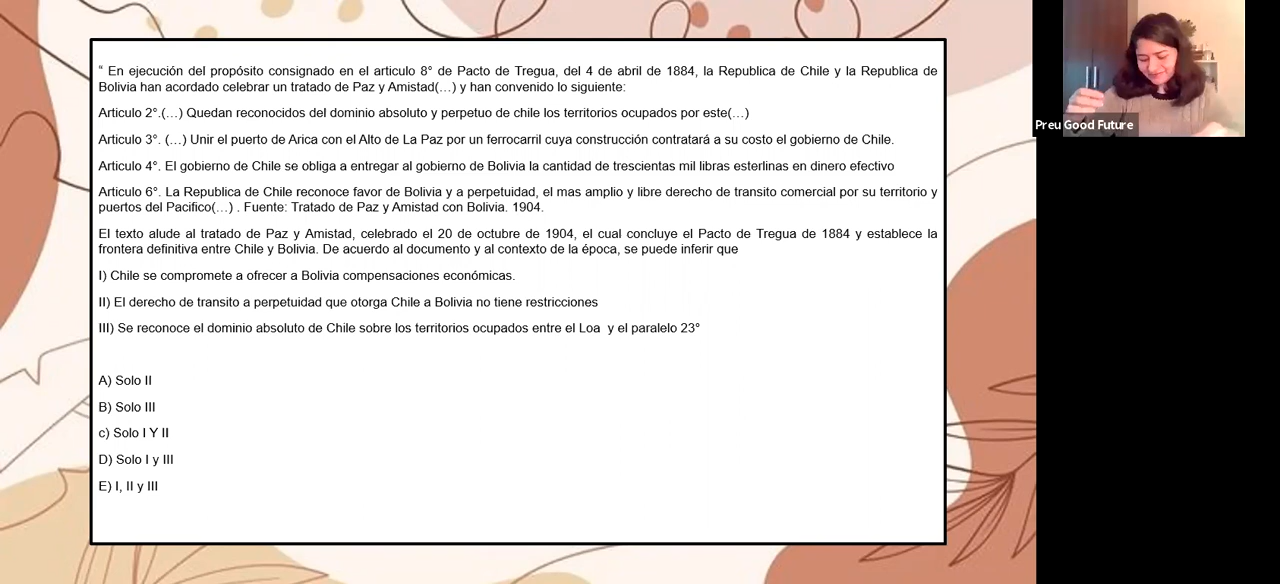 “ En ejecución del propósito consignado en el articulo 8° de Pacto de Tregua, del 4 de abril de 1884, la Republica de Chile y la Republica de
Bolivia han acordado celebrar un tratado de Paz y Amistad(…) y han convenido lo siguiente:
Articulo 2°.(…) Quedan reconocidos del dominio absoluto y perpetuo de chile los territorios ocupados por este(…)
Articulo 3°. (…) Unir el puerto de Arica con el Alto de La Paz por un ferrocarril cuya construcción contratará a su costo el gobierno de Chile.
Articulo 4°. El gobierno de Chile se obliga a entregar al gobierno de Bolivia la cantidad de trescientas mil libras esterlinas en dinero efectivo
Articulo 6°. La Republica de Chile reconoce favor de Bolivia y a perpetuidad, el mas amplio y libre derecho de transito comercial por su territorio y
puertos del Pacifico(…) . Fuente: Tratado de Paz y Amistad con Bolivia. 1904.
El texto alude al tratado de Paz y Amistad, celebrado el 20 de octubre de 1904, el cual concluye el Pacto de Tregua de 1884 y establece la
frontera definitiva entre Chile y Bolivia. De acuerdo al documento y al contexto de la época, se puede inferir que
I) Chile se compromete a ofrecer a Bolivia compensaciones económicas.
II) El derecho de transito a perpetuidad que otorga Chile a Bolivia no tiene restricciones
III) Se reconoce el dominio absoluto de Chile sobre los territorios ocupados entre el Loa y el paralelo 23°
A) Solo II
B) Solo III
c) Solo I Y II
D) Solo I y III
E) I, II y III
Preu Good Future